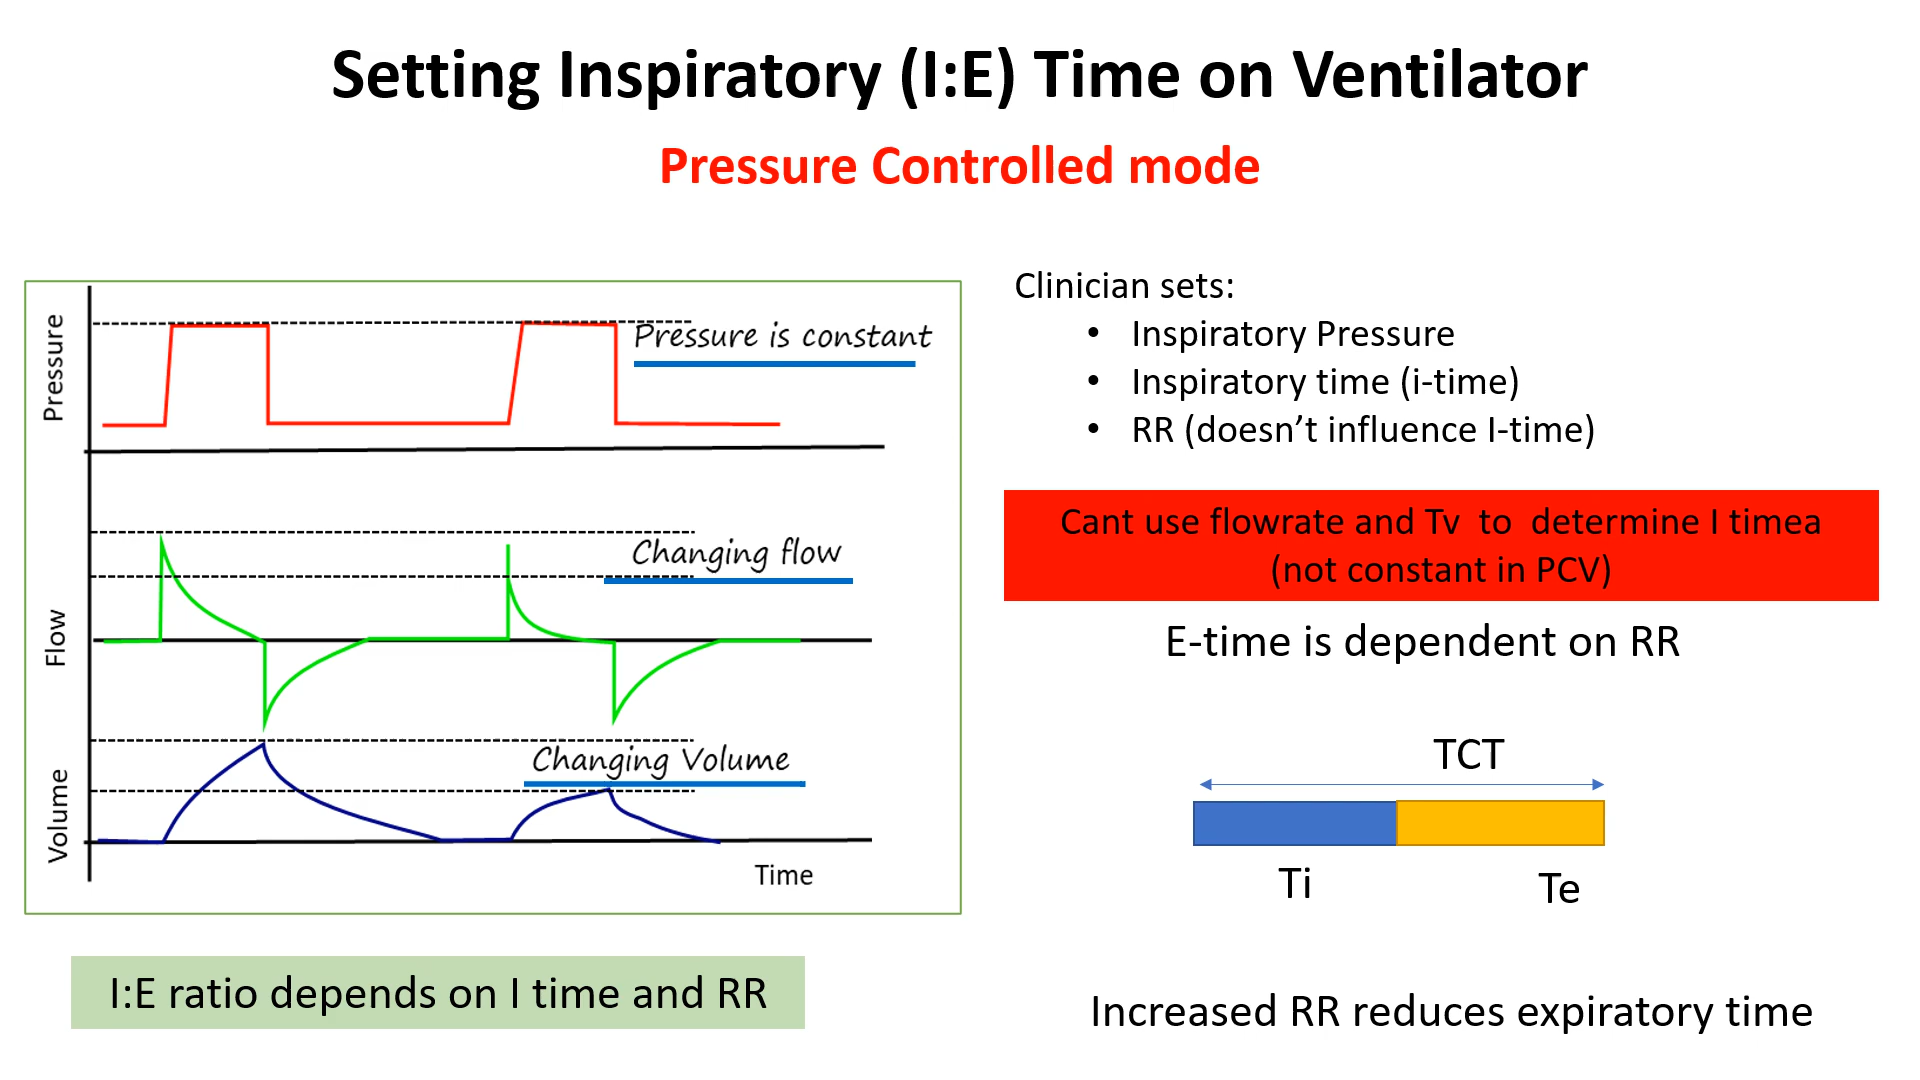 Setting Inspiratory (I:E) Time on Ventilator
Pressure Controlled mode
Pressure
Pressure is constant
Flow
Changing flow
Volume
Changing Volume
Time
I:E ratio depends on I time and RR
Clinician sets:
• Inspiratory Pressure
• Inspiratory time (i-time)
• RR (doesn’t influence I-time)
Cant use flowrate and Tv to determine I timea
(not constant in PCV)
E-time is dependent on RR
TCT
Ti
Te
Increased RR reduces expiratory time